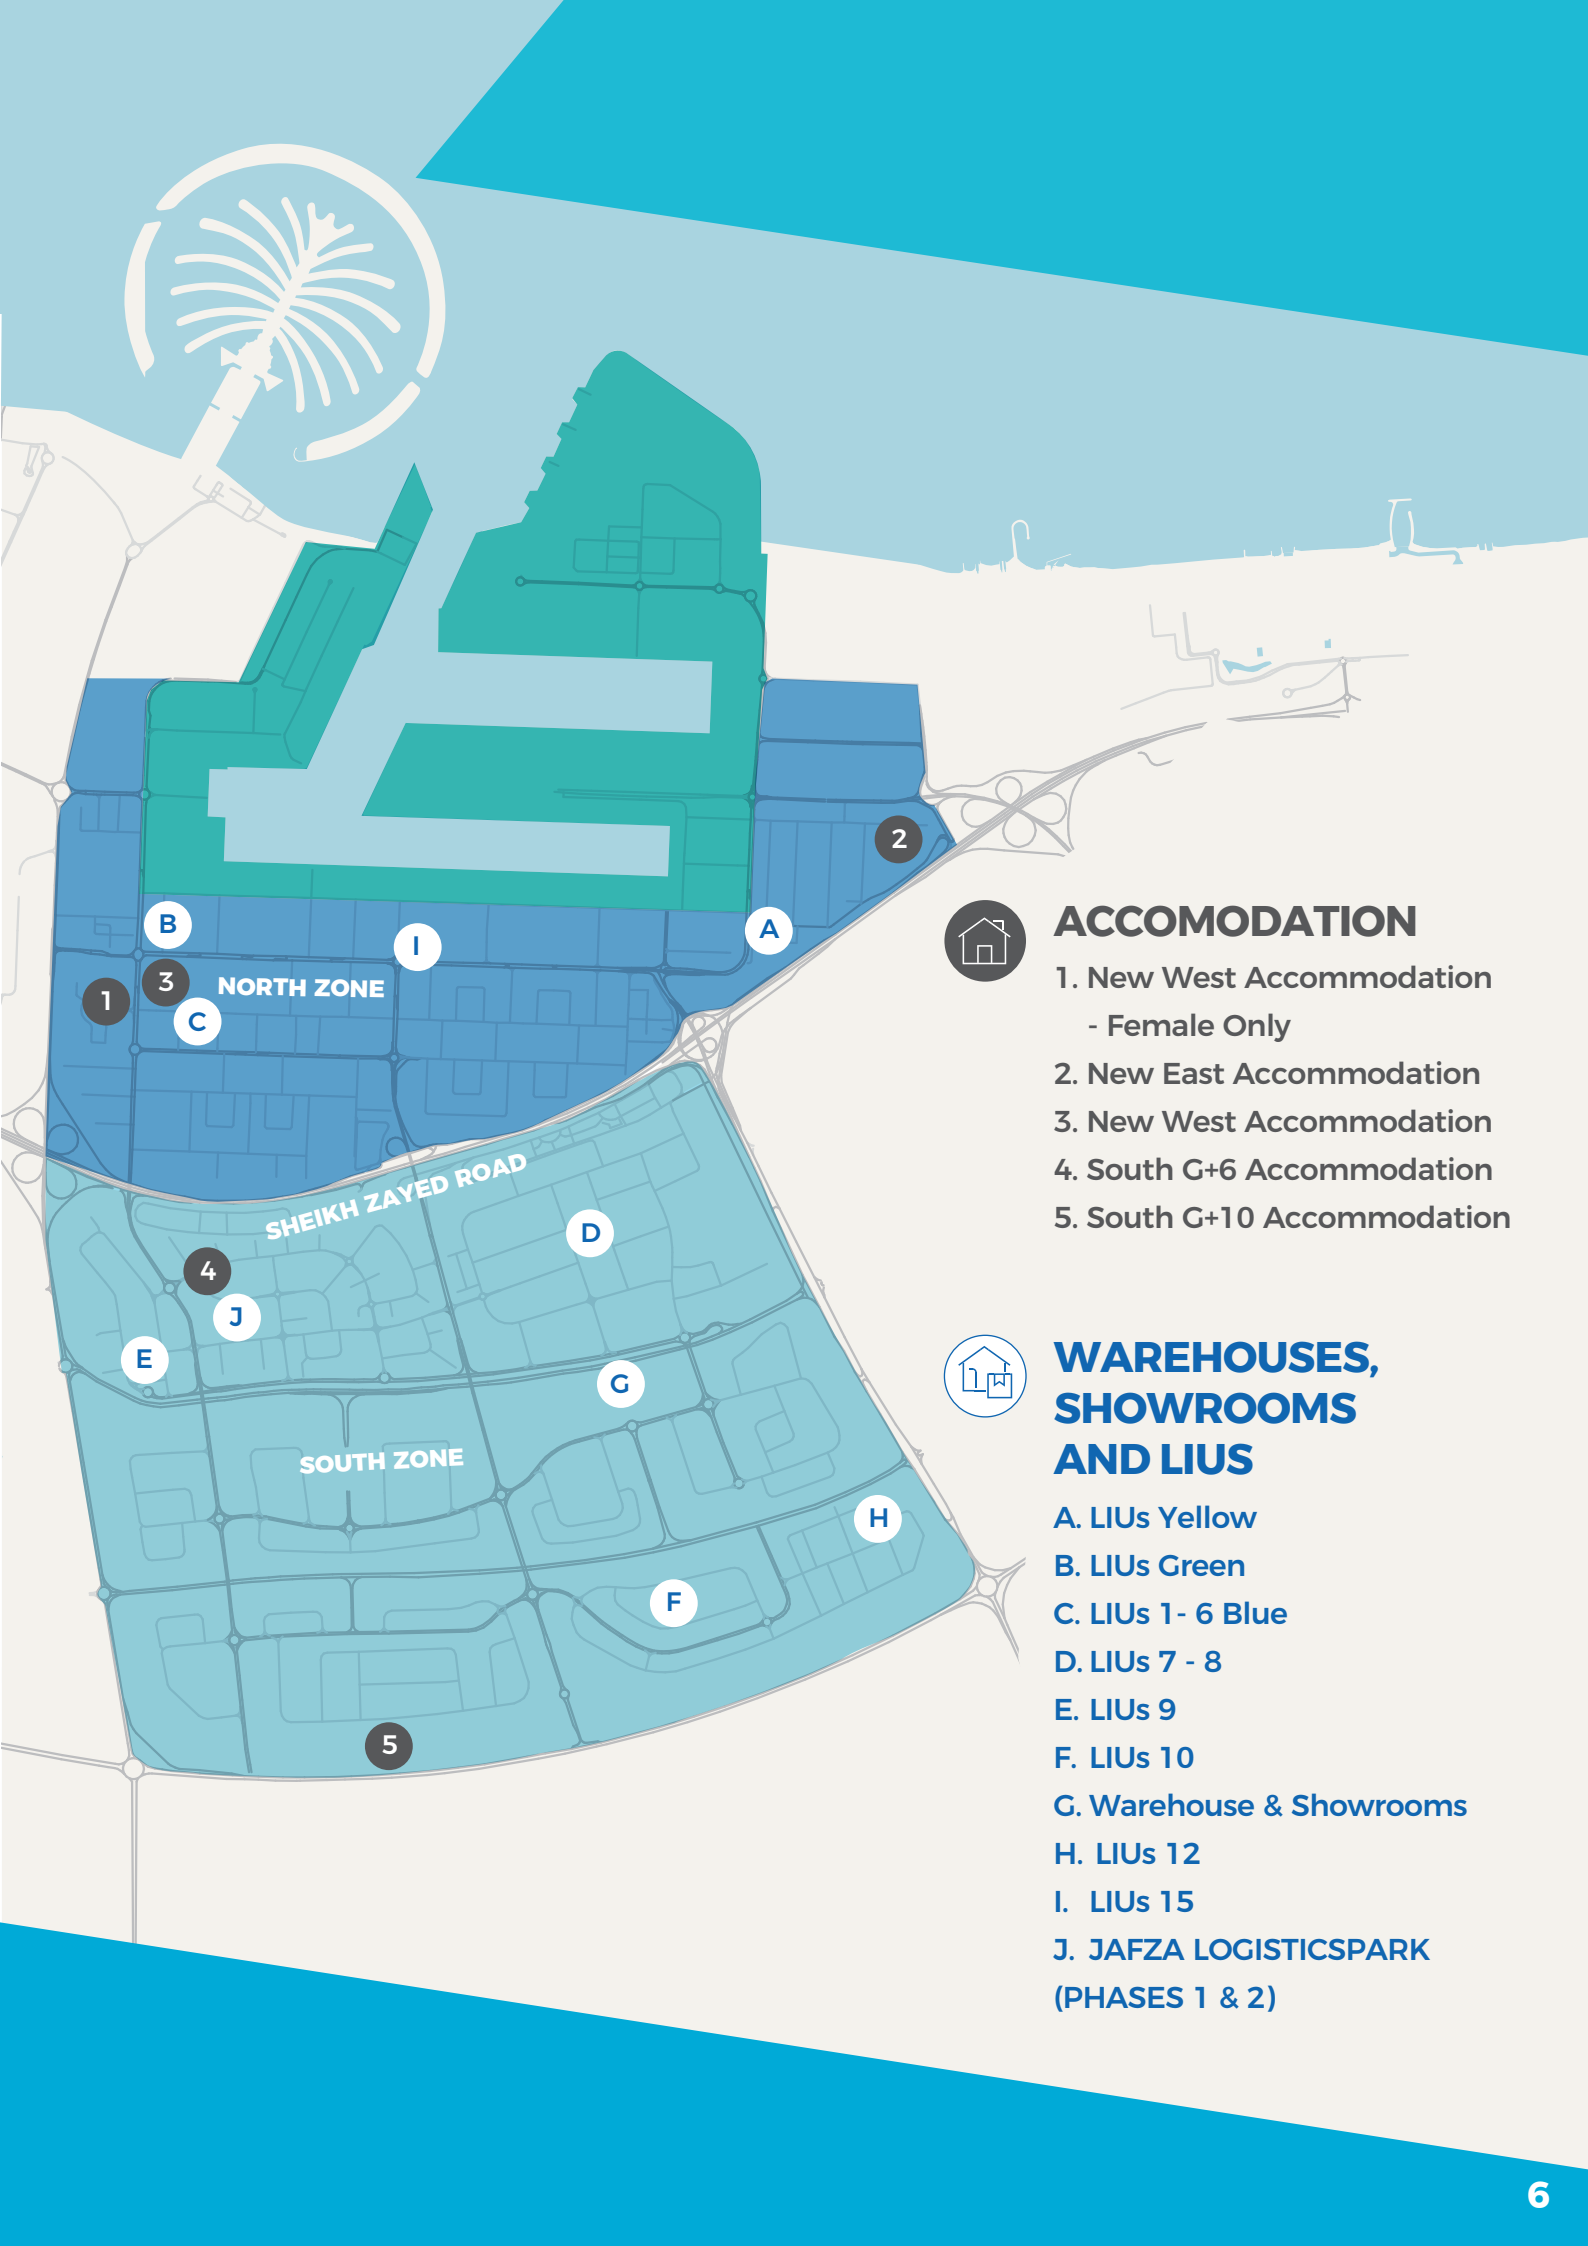 2
B
A
I
3
NORTH ZONE
1
C
SHEIKH ZAYED ROAD
D
4
J
E
G
SOUTH ZONE
H
F
5
ACCOMODATION
1. New West Accommodation
- Female Only
2. New East Accommodation
3. New West Accommodation
4. South G+6 Accommodation
5. South G+10 Accommodation
WAREHOUSES,
SHOWROOMS
AND LIUS
A. LIUs Yellow
B. LIUs Green
C. LIUs 1- 6 Blue
D. LIUs 7 - 8
E. LIUs 9
F. LIUs 10
G. Warehouse & Showrooms
H. LIUs 12
I. LIUs 15
J. JAFZA LOGISTICSPARK
(PHASES 1 & 2)
6